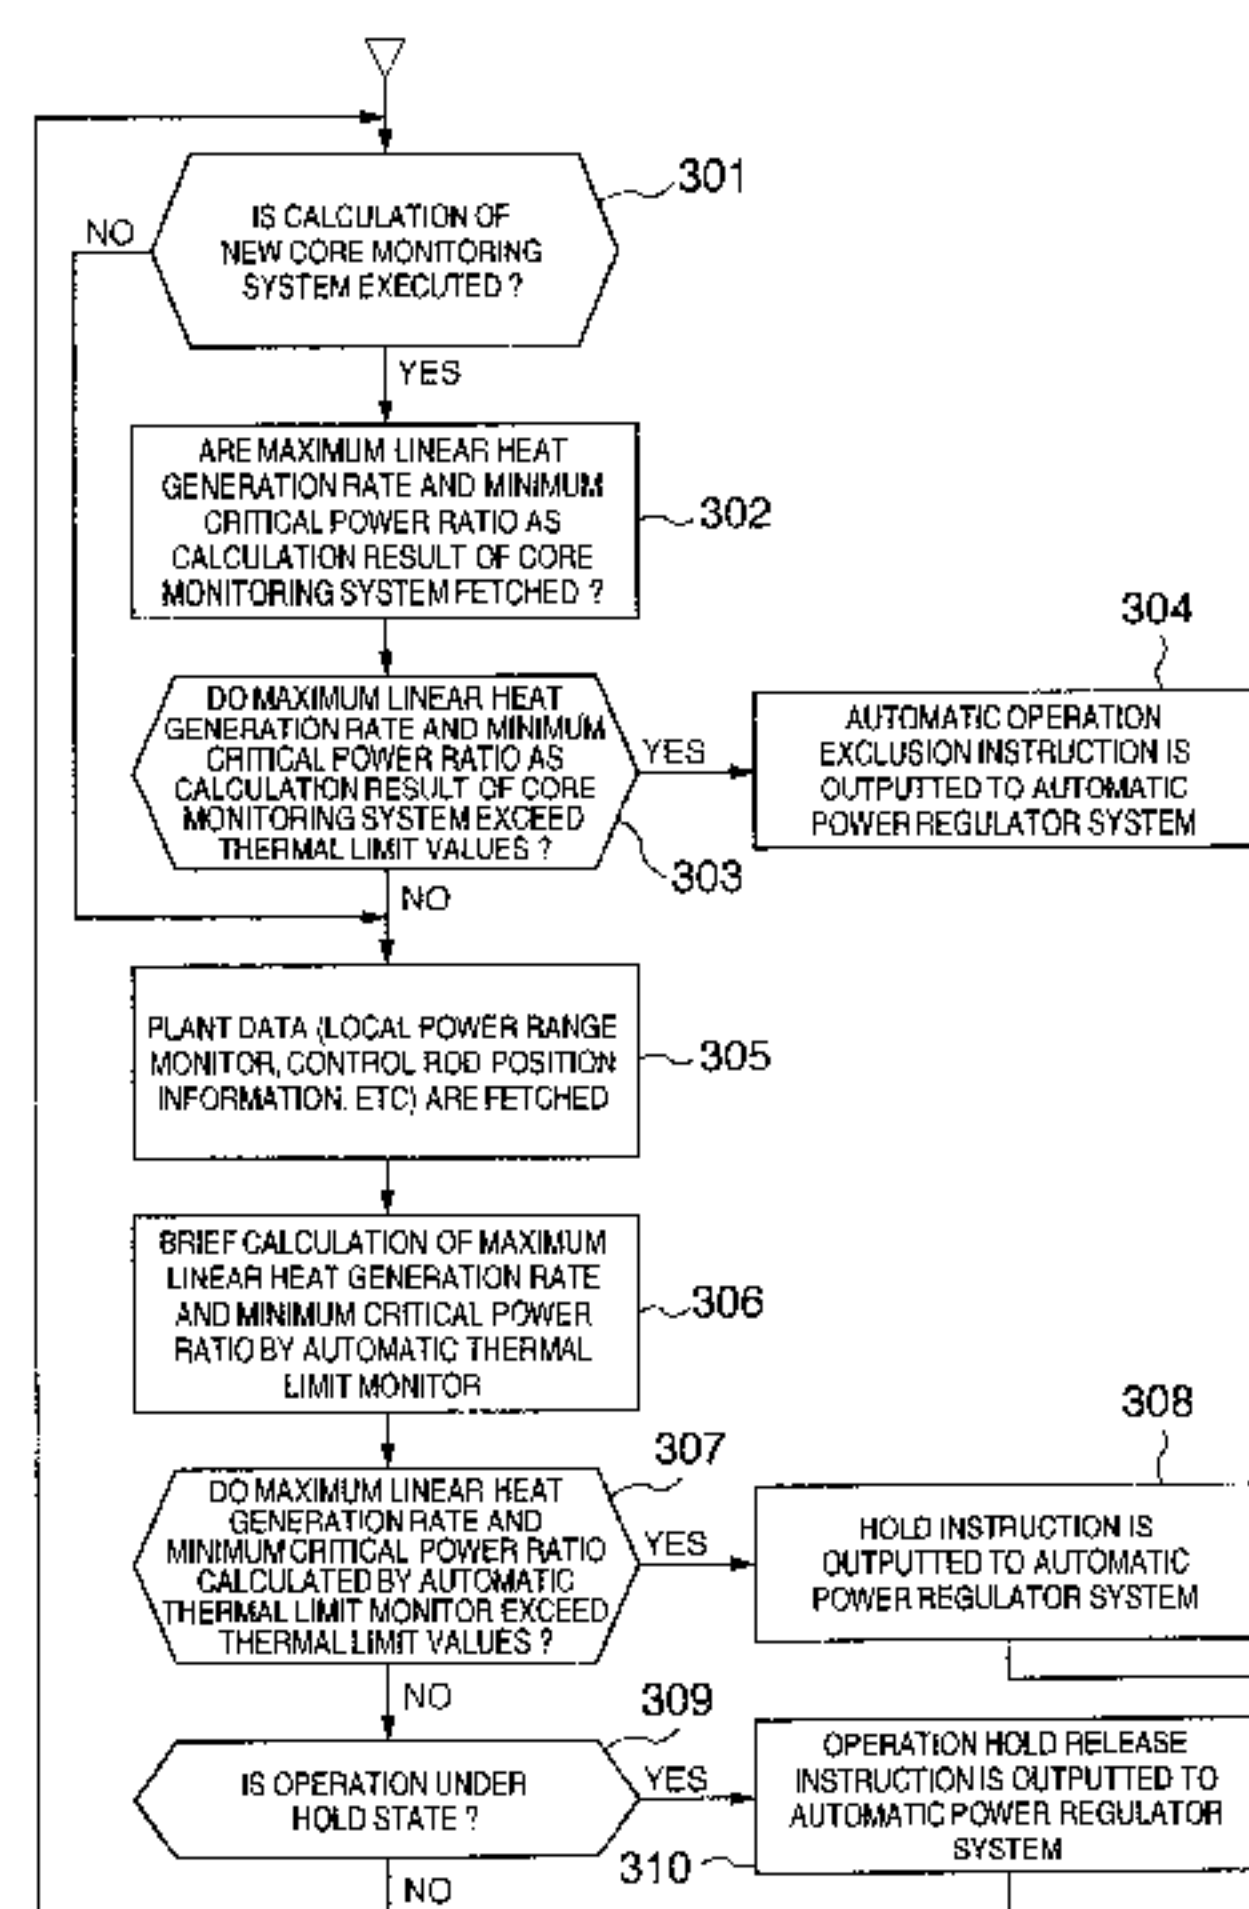 301
IS CALCULATION OF
NEW CORE MONITORING
SYSTEM EXECUTED ?
NO
YES
ARE MAXIMUM LINEAR HEAT
GENERATION RATE AND MINIMUM
CRITICAL POWER RATIO AS
CALCULATION RESULT OF CORE
MONITORING SYSTEM FETCHED ?
302
DO MAXIMUM LINEAR HEAT
GENERATION RATE AND MINIMUM
CRITICAL POWER RATIO AS
CALCULATION RESULT OF CORE
MONITORING SYSTEM EXCEED
THERMAL LIMIT VALUES ?
303
YES
304
AUTOMATIC OPERATION
EXCLUSION INSTRUCTION IS
OUTPUTTED TO AUTOMATIC
POWER REGULATOR SYSTEM
NO
PLANT DATA (LOCAL POWER RANGE
MONITOR, CONTROL ROD POSITION
INFORMATION. ETC) ARE FETCHED
305
BRIEF CALCULATION OF MAXIMUM
LINEAR HEAT GENERATION RATE
AND MINIMUM CRITICAL POWER
RATIO BY AUTOMATIC THERMAL
LIMIT MONITOR
306
307
DO MAXIMUM LINEAR HEAT
GENERATION RATE AND
MINIMUM CRITICAL POWER RATIO
CALCULATED BY AUTOMATIC
THERMAL LIMIT MONITOR EXCEED
THERMAL LIMIT VALUES ?
YES
308
HOLD INSTRUCTION IS
OUTPUTTED TO AUTOMATIC
POWER REGULATOR SYSTEM
NO
309
IS OPERATION UNDER
HOLD STATE ?
YES
OPERATION HOLD RELEASE
INSTRUCTION IS OUTPUTTED TO
AUTOMATIC POWER REGULATOR
SYSTEM
310
NO